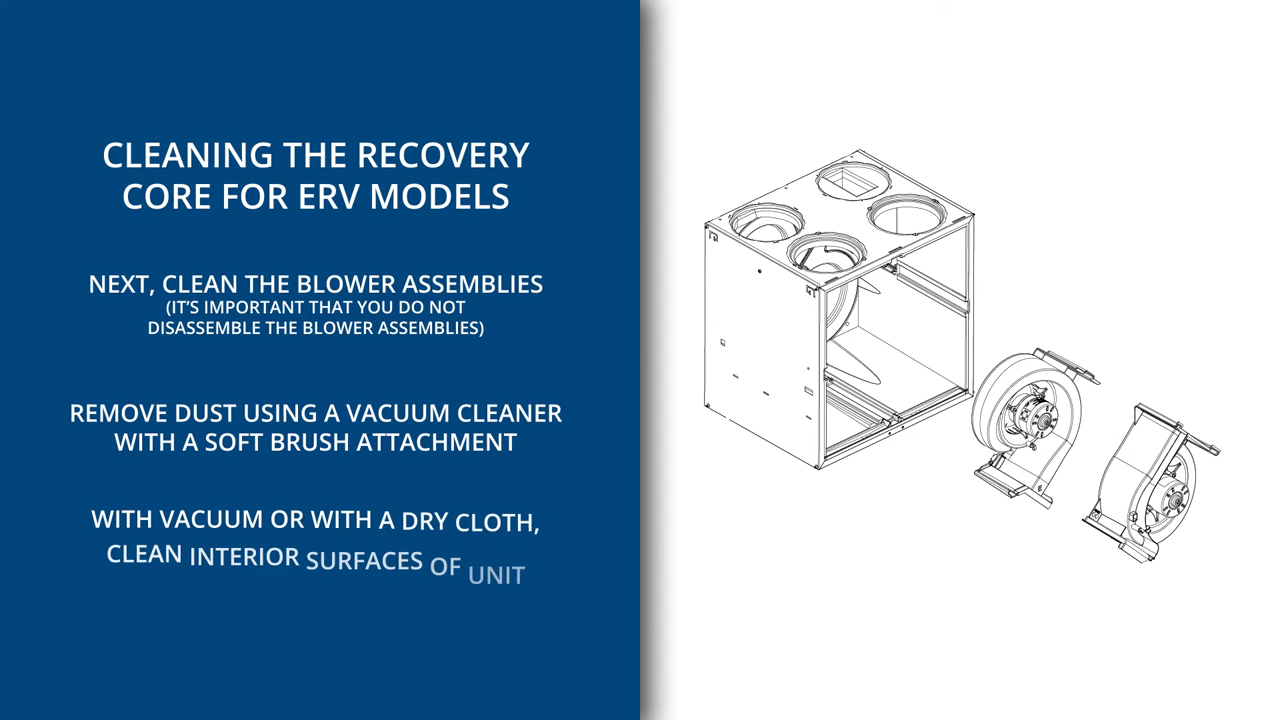 CLEANING THE RECOVERY
CORE FOR ERV MODELS
NEXT, CLEAN THE BLOWER ASSEMBLIES
(IT'S IMPORTANT THAT YOU DO NOT
DISASSEMBLE THE BLOWER ASSEMBLIES)
REMOVE DUST USING A VACUUM CLEANER
WITH A SOFT BRUSH ATTACHMENT
WITH VACUUM OR WITH A DRY CLOTH,
CLEAN INTERIOR SURFACES OF UNIT